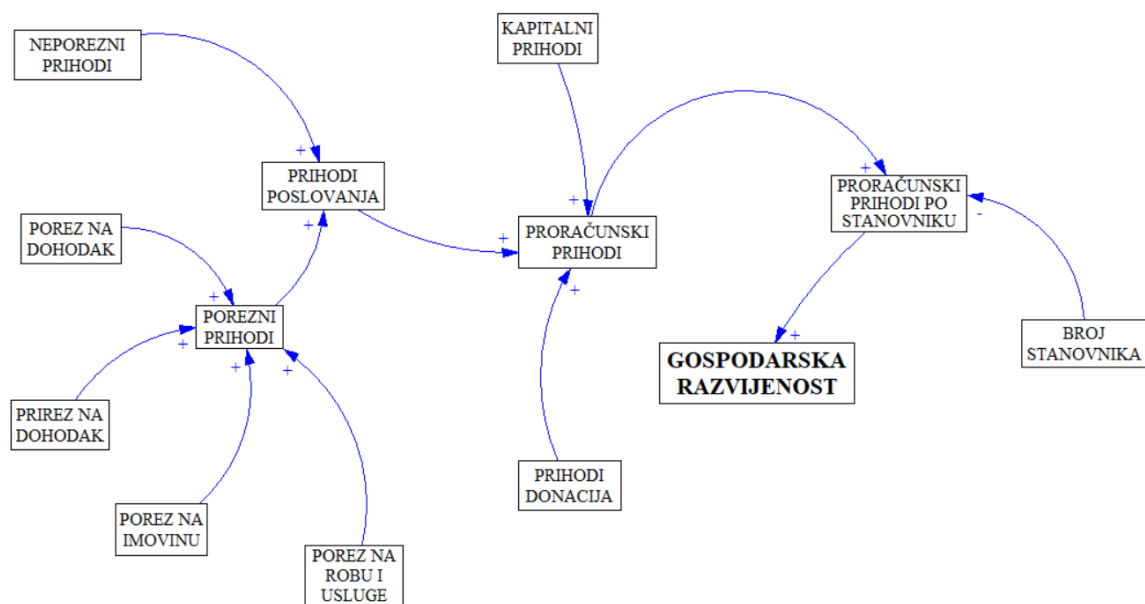 NEPOREZNI
PRIHODI
KAPITALNI
PRIHODI
+
PRIHODI
POSLOVANJA
+
+
PRORAČUNSKI
PRIHODI PO
STANOVNIKU
-
POREZ NA
DOHODAK
+
+
+
PRORAČUNSKI
PRIHODI
+
+
POREZNI
PRIHODI
+
+
+
+
BROJ
STANOVNIKA
GOSPODARSKA
RAZVIJENOST
PRIREZ NA
DOHODAK
PRIHODI
DONACIJA
POREZ NA
IMOVINU
POREZ NA
ROBU I
USLUGE